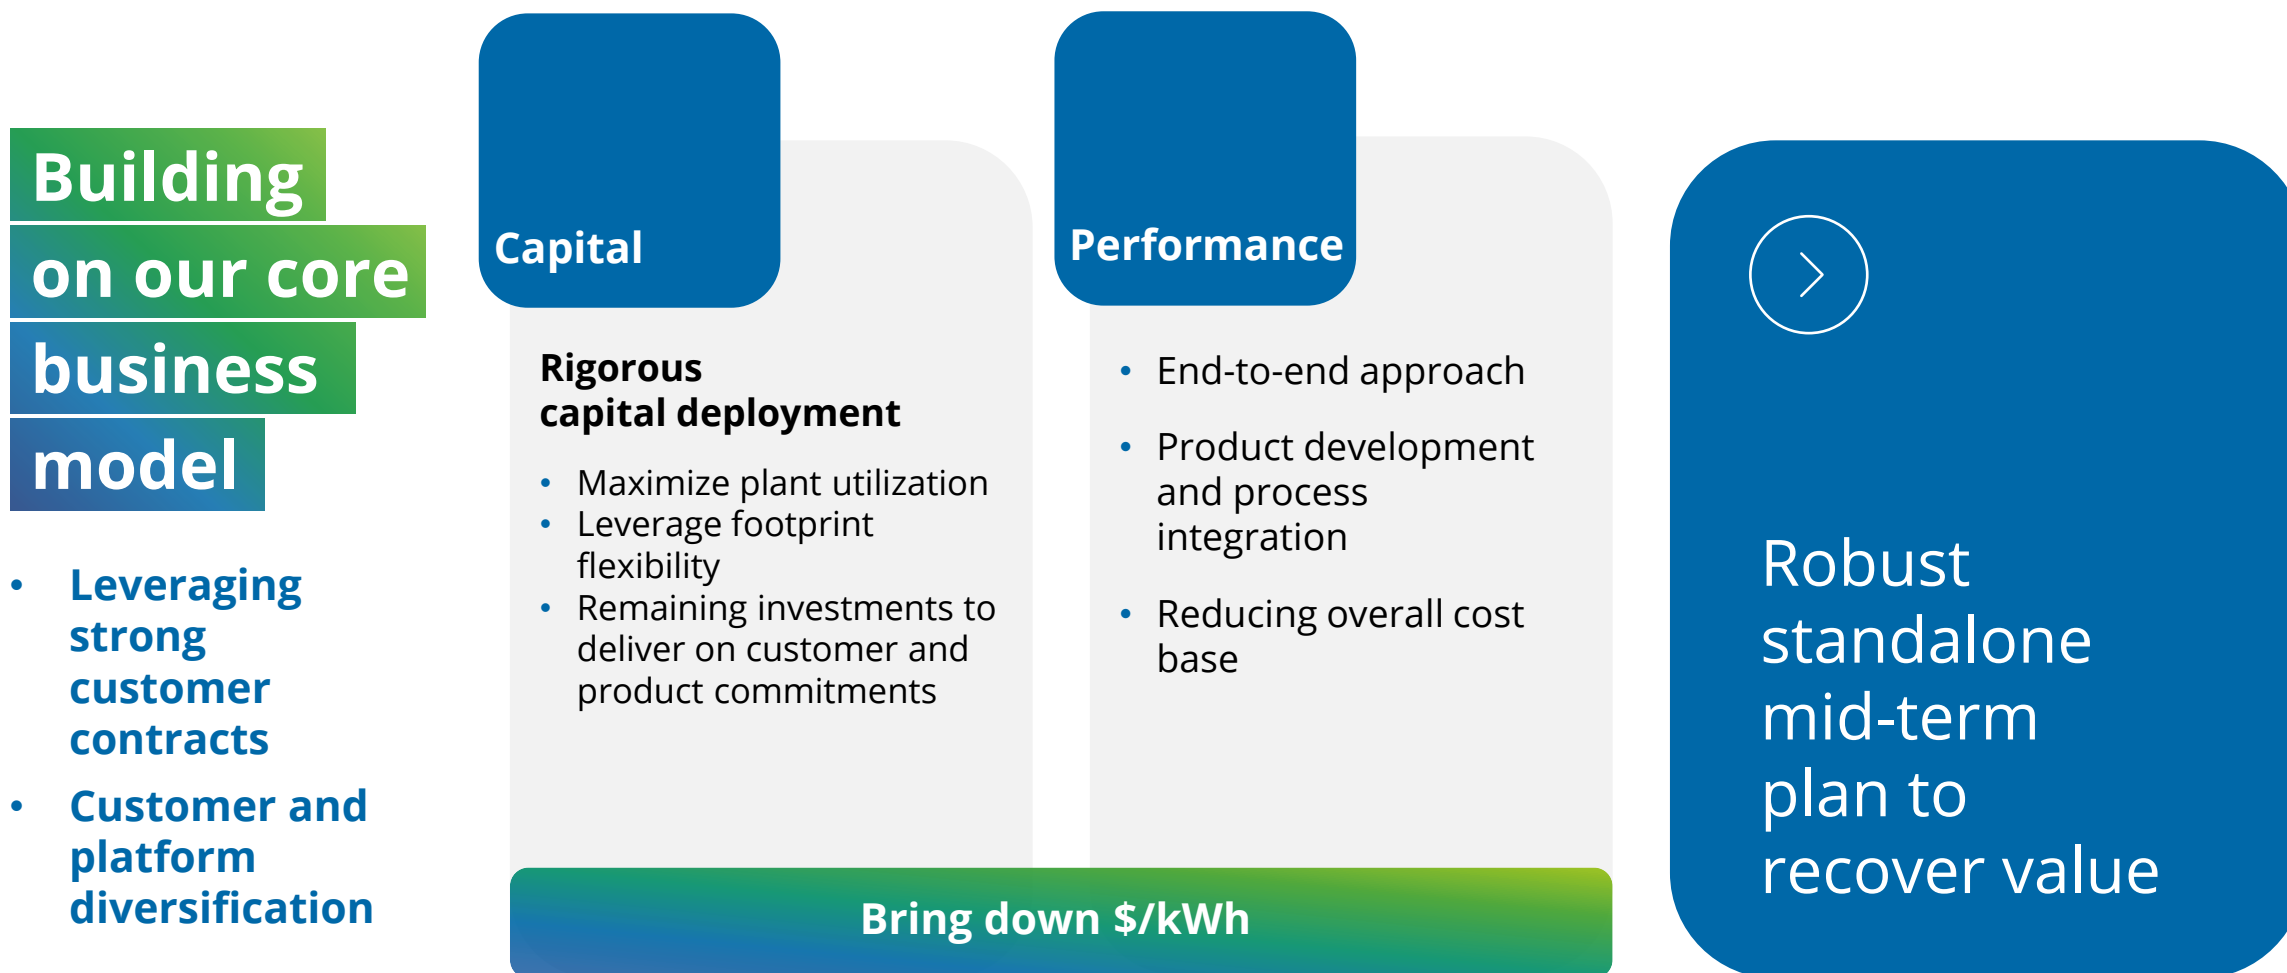 Building
on our core
business
model
• Leveraging
strong
customer
contracts
• Customer and
platform
diversification
Capital
Rigorous
capital deployment
• Maximize plant utilization
• Leverage footprint
flexibility
• Remaining investments to
deliver on customer and
product commitments
Performance
• End-to-end approach
• Product development
and process
integration
• Reducing overall cost
base
Bring down $/kWh
Robust
standalone
mid-term
plan to
recover value